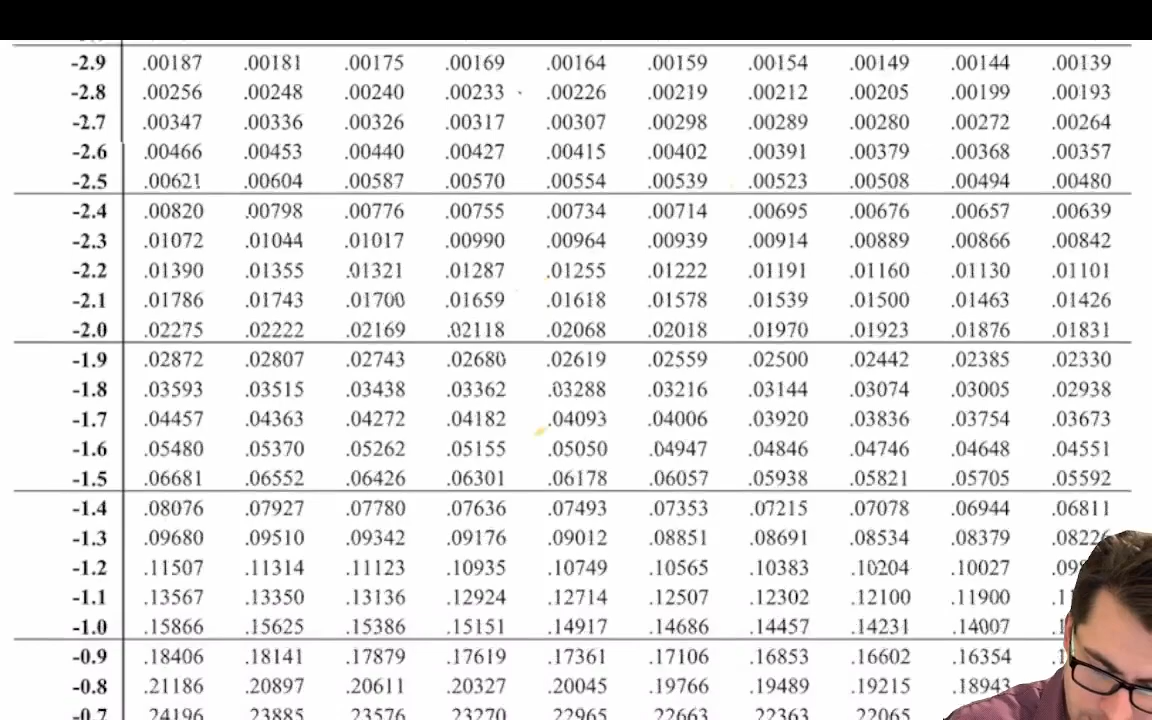 -2.9 .00187 .00181 .00175 .00169 .00164 .00159 .00154 .00149 .00144 .00139
-2.8 .00256 .00248 .00240 .00233 .00226 .00219 .00212 .00205 .00199 .00193
-2.7 .00347 .00336 .00326 .00317 .00307 .00298 .00289 .00280 .00272 .00264
-2.6 .00466 .00453 .00440 .00427 .00415 .00402 .00391 .00379 .00368 .00357
-2.5 .00621 .00604 .00587 .00570 .00554 .00539 .00523 .00508 .00494 .00480
-2.4 .00820 .00798 .00776 .00755 .00734 .00714 .00695 .00676 .00657 .00639
-2.3 .01072 .01044 .01017 .00990 .00964 .00939 .00914 .00889 .00866 .00842
-2.2 .01390 .01355 .01321 .01287 .01255 .01222 .01191 .01160 .01130 .01101
-2.1 .01786 .01743 .01700 .01659 .01618 .01578 .01539 .01500 .01463 .01426
-2.0 .02275 .02222 .02169 .02118 .02068 .02018 .01970 .01923 .01876 .01831
-1.9 .02872 .02807 .02743 .02680 .02619 .02559 .02500 .02442 .02385 .02330
-1.8 .03593 .03515 .03438 .03362 .03288 .03216 .03144 .03074 .03005 .02938
-1.7 .04457 .04363 .04272 .04182 .04093 .04006 .03920 .03836 .03754 .03673
-1.6 .05480 .05370 .05262 .05155 .05050 .04947 .04846 .04746 .04648 .04551
-1.5 .06681 .06552 .06426 .06301 .06178 .06057 .05938 .05821 .05705 .05592
-1.4 .08076 .07927 .07780 .07636 .07493 .07353 .07215 .07078 .06944 .06811
-1.3 .09680 .09510 .09342 .09176 .09012 .08851 .08691 .08534 .08379 .08226
-1.2 .11507 .11314 .11123 .10935 .10749 .10565 .10383 .10204 .10027
-1.1 .13567 .13350 .13136 .12924 .12714 .12507 .12302 .12100 .11900
-1.0 .15866 .15625 .15386 .15151 .14917 .14686 .14457 .14231 .14007
-0.9 .18406 .18141 .17879 .17619 .17361 .17106 .16853 .16602 .16354
-0.8 .21186 .20897 .20611 .20327 .20045 .19766 .19489 .19215 .18943
-0.7 .24196 .23885 .23576 .23270 .22965 .22663 .22363 .22065